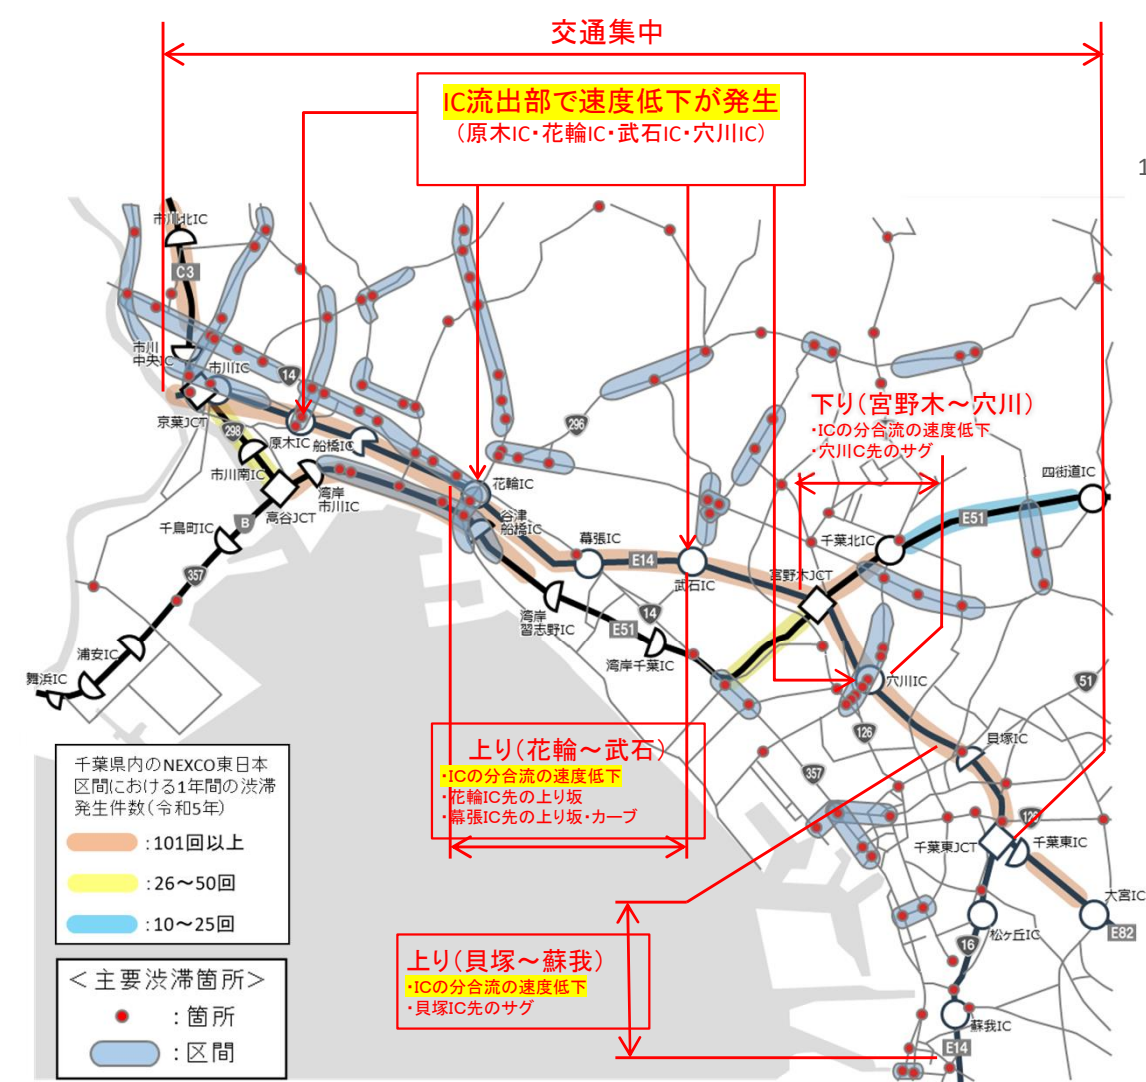 交通集中
IC流出部で速度低下が発生
(原木IC・花輪IC・武石IC・穴川IC)
1
市川北IC
C3
市川
中央IC
市川IC
14
京葉JCT
298
原木IC
船橋IC
市川南IC
湾岸
市川IC
高谷JCT
B
千鳥町IC
357
浦安IC
舞浜IC
花輪IC
谷津
船橋IC
296
幕張IC
E14
武石IC
湾岸
習志野IC
E51
14
湾岸千葉IC
下り(宮野木～穴川)
・ICの分合流の速度低下
・穴川IC先のサグ
四街道IC
E51
千葉北IC
宮野木JCT
穴川IC
51
126
貝塚IC
357
126
千葉東JCT
千葉東IC
大宮IC
E82
松ヶ丘IC
16
蘇我IC
E14
上り(花輪～武石)
・ICの分合流の速度低下
・花輪IC先の上り坂
・幕張IC先の上り坂・カーブ
上り(貝塚～蘇我)
・ICの分合流の速度低下
・貝塚IC先のサグ
千葉県内のNEXCO東日本
区間における1年間の渋滞
発生件数(令和5年)
:101回以上
:26～50回
:10～25回
＜主要渋滞箇所＞
:箇所
:区間